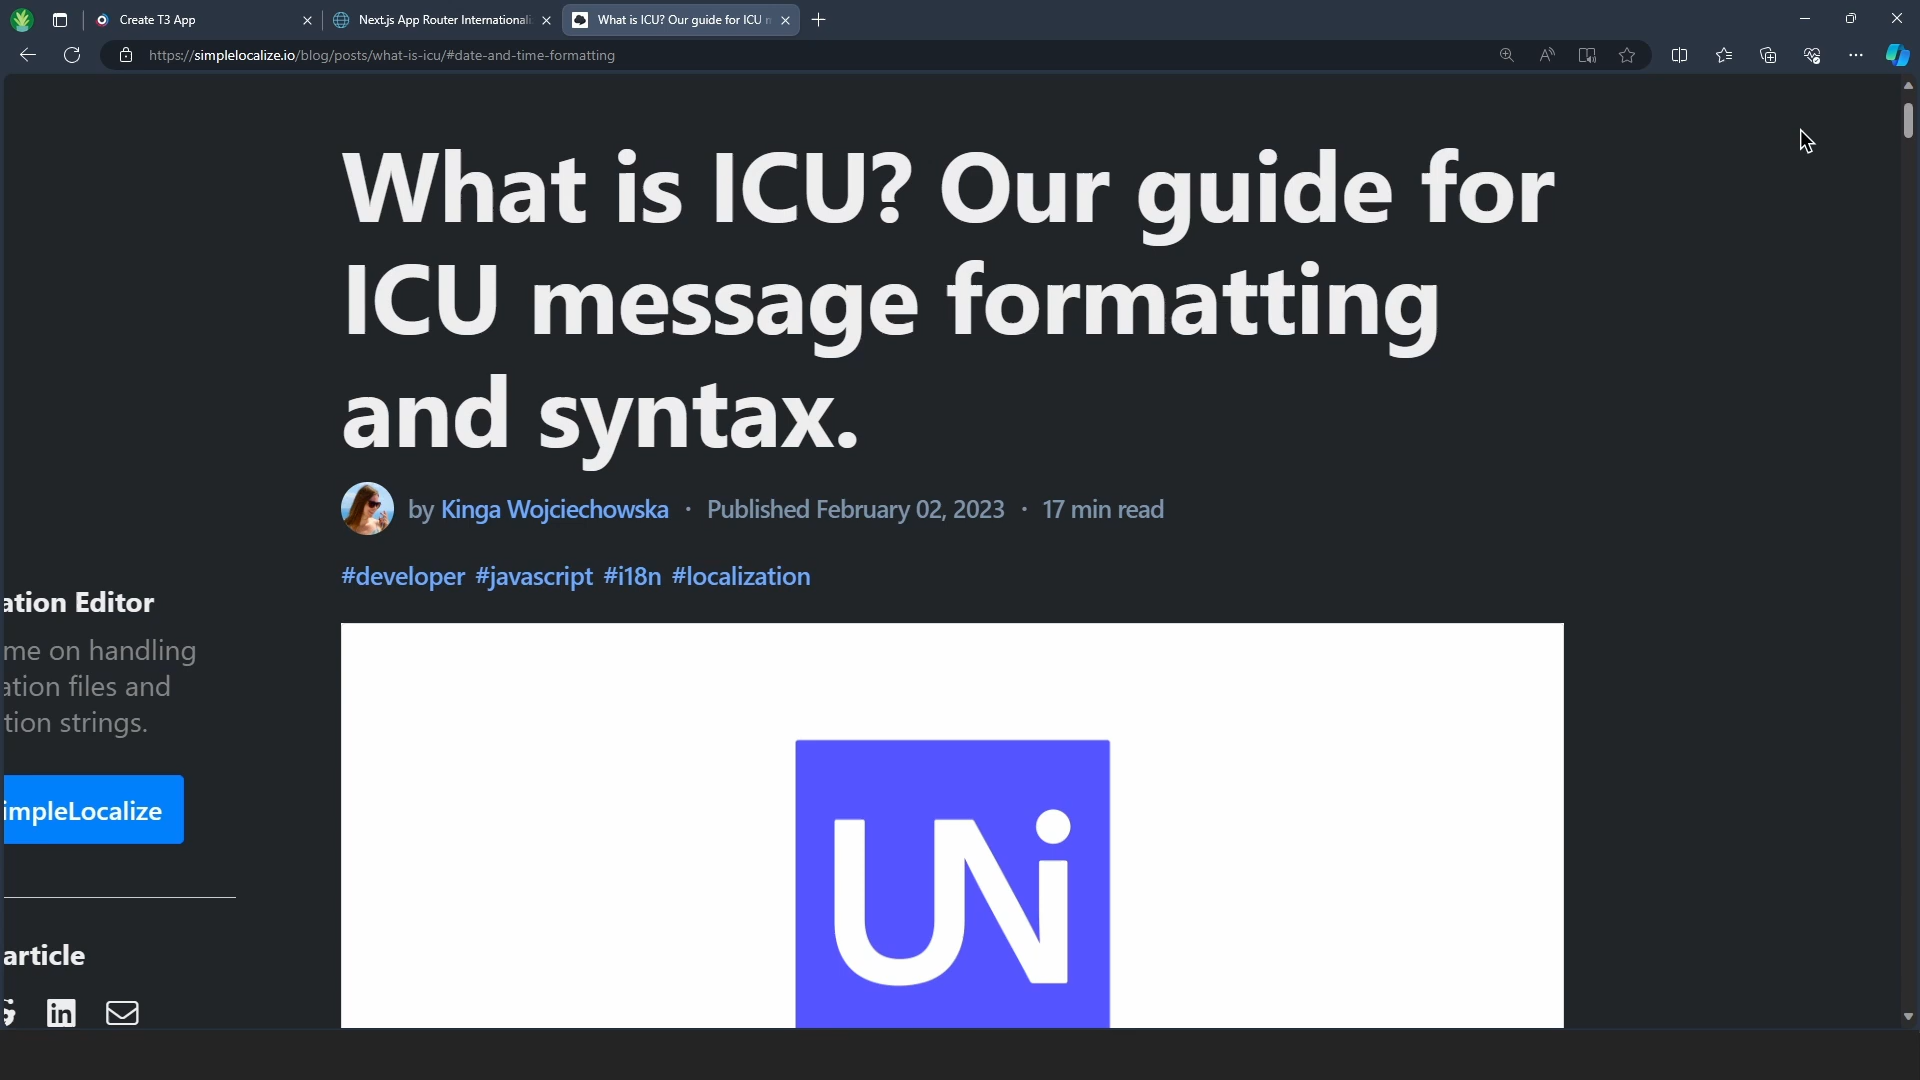 Create T3 App
Next.js App Router Internationali
What is ICU? Our guide for ICU m
https://simplelocalize.io/blog/posts/what-is-icu/#date-and-time-formatting
What is ICU? Our guide for
ICU message formatting
and syntax.
by Kinga Wojciechowska · Published February 02, 2023 · 17 min read
#developer #javascript #i18n #localization
ation Editor
me on handling
ation files and
tion strings.
impleLocalize
article
UNi